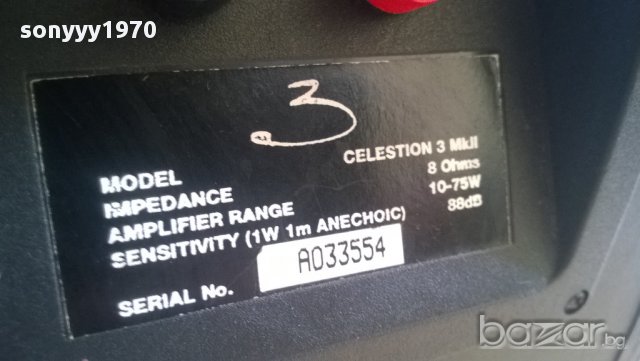 sonyyy1970
3
MODEL CELESTION 3 MkII
IMPEDANCE 8 Ohms
AMPLIFIER RANGE 10-75W
SENSITIVITY (1W 1m ANECHOIC) 88dB
SERIAL No. A033554
bazar.bg